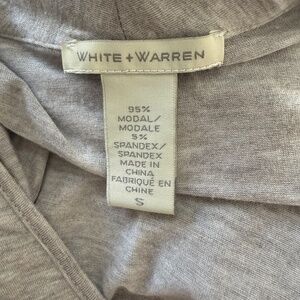 WHITE + WARREN
95%
MODAL/
MODALE
5%
SPANDEX/
SPANDEX
MADE IN
CHINA
FABRIQUÉ EN
CHINE
S